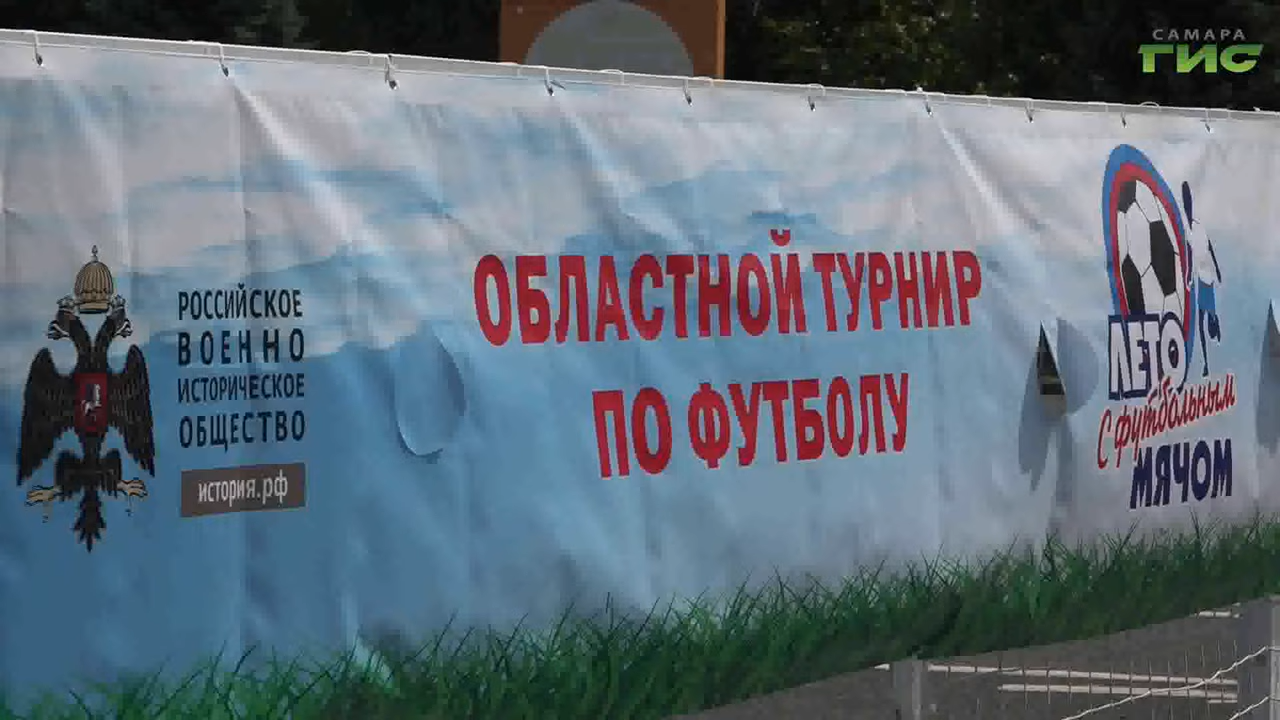 САМАРА
ГИС
РОССИЙСКОЕ
ВОЕННО
ИСТОРИЧЕСКОЕ
ОБЩЕСТВО
история.рф
ОБЛАСТНОЙ ТУРНИР
ПО ФУТБОЛУ
ЛЕТО
С футбольным
МЯЧОМ